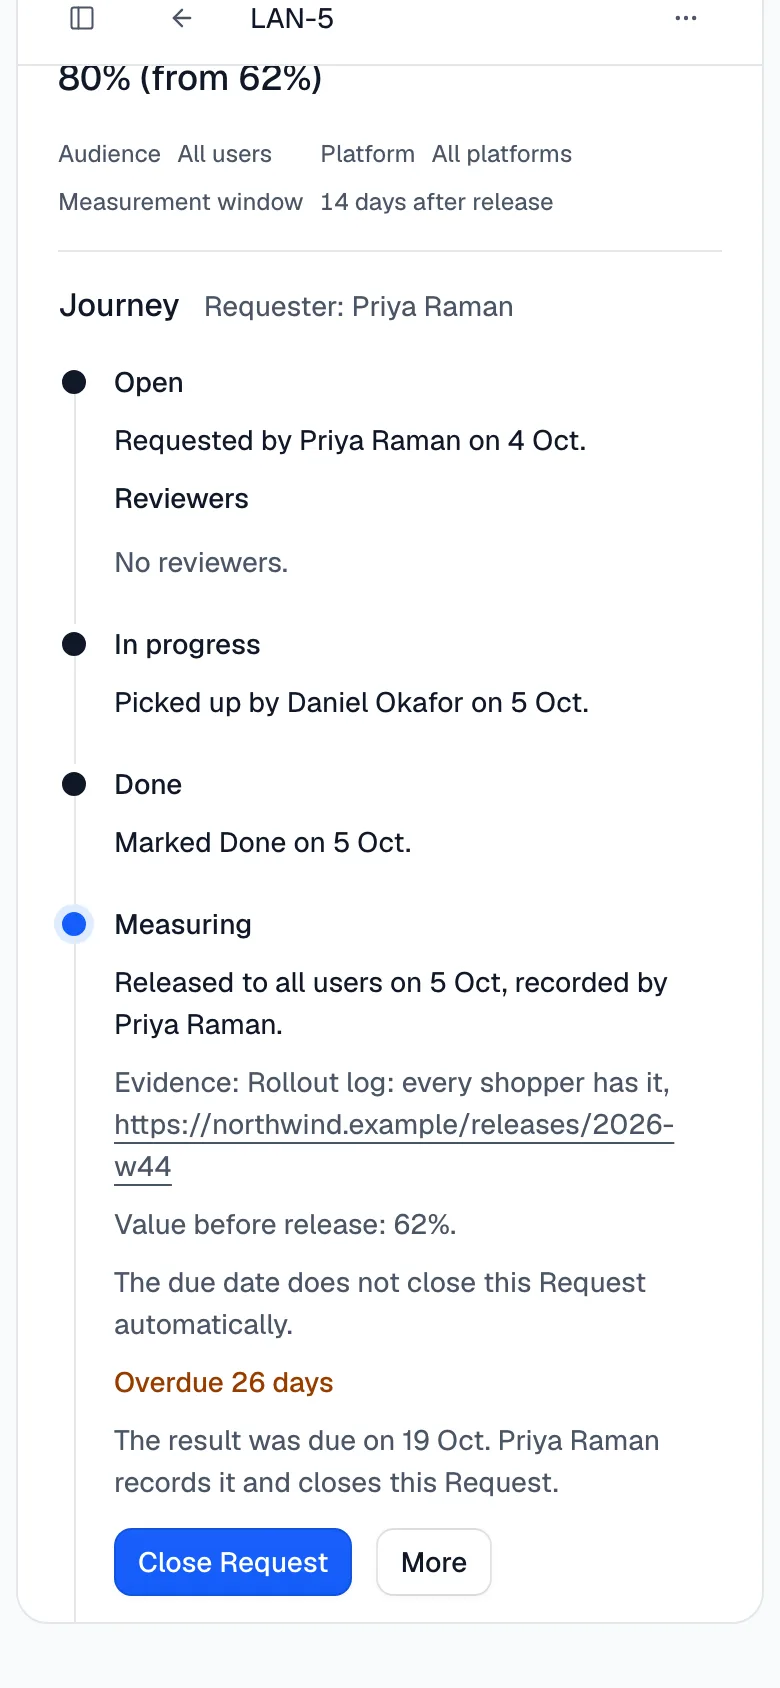 LAN-5
80% (from 62%)
Audience All users Platform All platforms
Measurement window 14 days after release
Journey Requester: Priya Raman
Open
Requested by Priya Raman on 4 Oct.
Reviewers
No reviewers.
In progress
Picked up by Daniel Okafor on 5 Oct.
Done
Marked Done on 5 Oct.
Measuring
Released to all users on 5 Oct, recorded by
Priya Raman.
Evidence: Rollout log: every shopper has it,
https://northwind.example/releases/2026-
w44
Value before release: 62%.
The due date does not close this Request
automatically.
Overdue 26 days
The result was due on 19 Oct. Priya Raman
records it and closes this Request.
Close Request More